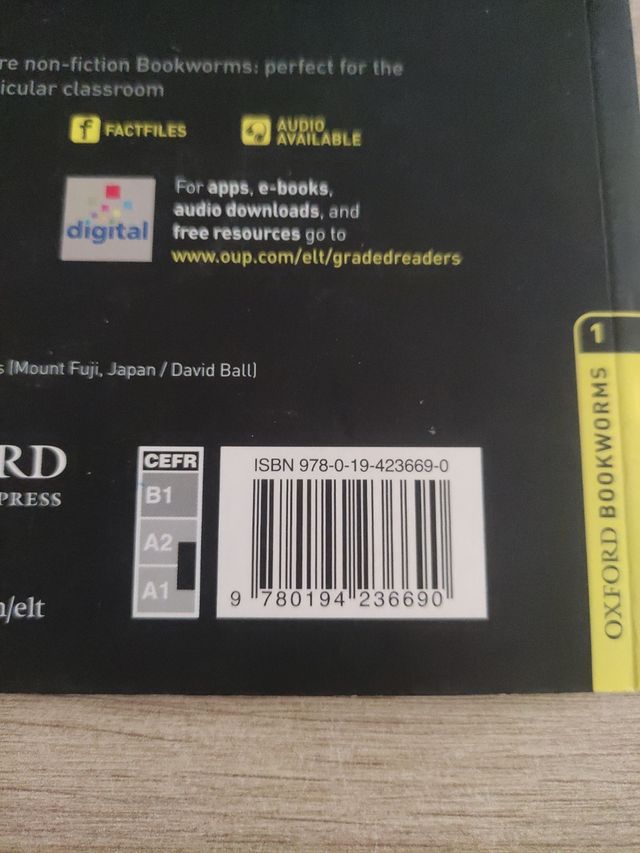 re non-fiction Bookworms: perfect for the
icular classroom
f FACTFILES
AUDIO
AVAILABLE
digital
For apps, e-books,
audio downloads, and
free resources go to
www.oup.com/elt/gradedreaders
s (Mount Fuji, Japan / David Ball)
RD
PRESS
/elt
CEFR
B1
A2
A1
ISBN 978-0-19-423669-0
9 780194 236690
1
OXFORD BOOKWORMS